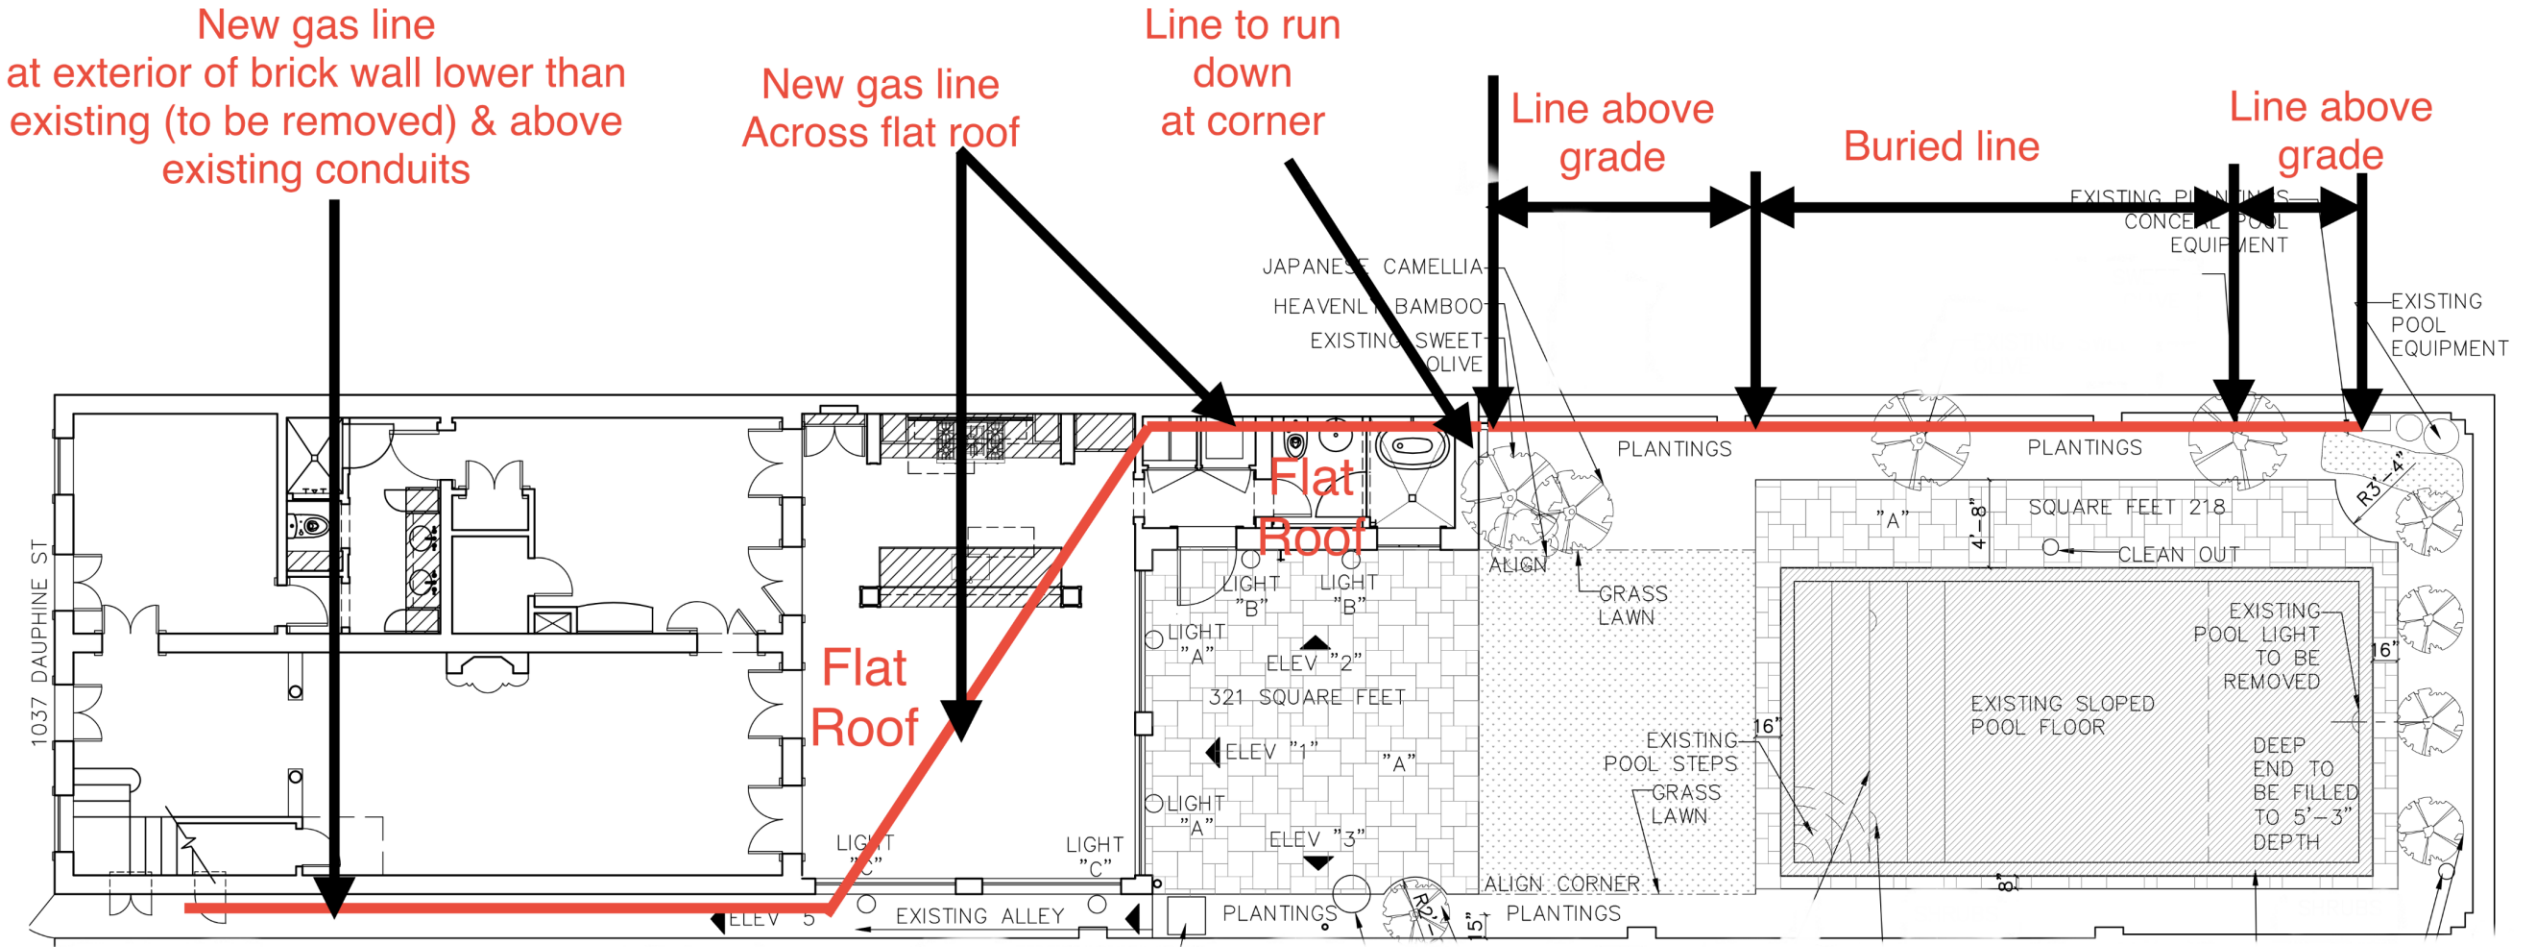 New gas line
at exterior of brick wall lower than
existing (to be removed) & above
existing conduits
New gas line
Across flat roof
Line to run
down
at corner
Line above
grade
Buried line
Line above
grade
EXISTING PLANTINGS
CONCEAL POOL
EQUIPMENT
JAPANESE CAMELLIA
HEAVENLY BAMBOO
EXISTING SWEET
OLIVE
EXISTING
POOL
EQUIPMENT
1037 DAUPHINE ST
PLANTINGS
PLANTINGS
Flat
Roof
R3'-4"
"A"
4'-8"
SQUARE FEET 218
CLEAN OUT
ALIGN
LIGHT
"B"
LIGHT
"B"
GRASS
LAWN
LIGHT
"A"
ELEV "2"
Flat
Roof
321 SQUARE FEET
ELEV "1"
"A"
EXISTING
POOL LIGHT
TO BE
REMOVED
16"
EXISTING SLOPED
POOL FLOOR
16"
EXISTING
POOL STEPS
GRASS
LAWN
DEEP
END TO
BE FILLED
TO 5'-3"
DEPTH
LIGHT
"A"
ELEV "3"
LIGHT
"C"
LIGHT
"C"
ALIGN CORNER
8"
ELEV 5
EXISTING ALLEY
PLANTINGS
15"
PLANTINGS